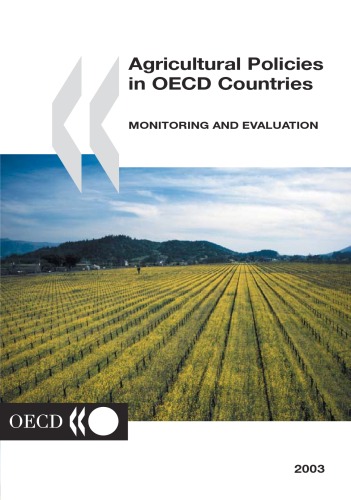 Agricultural Policies
in OECD Countries
MONITORING AND EVALUATION
OECD
2003